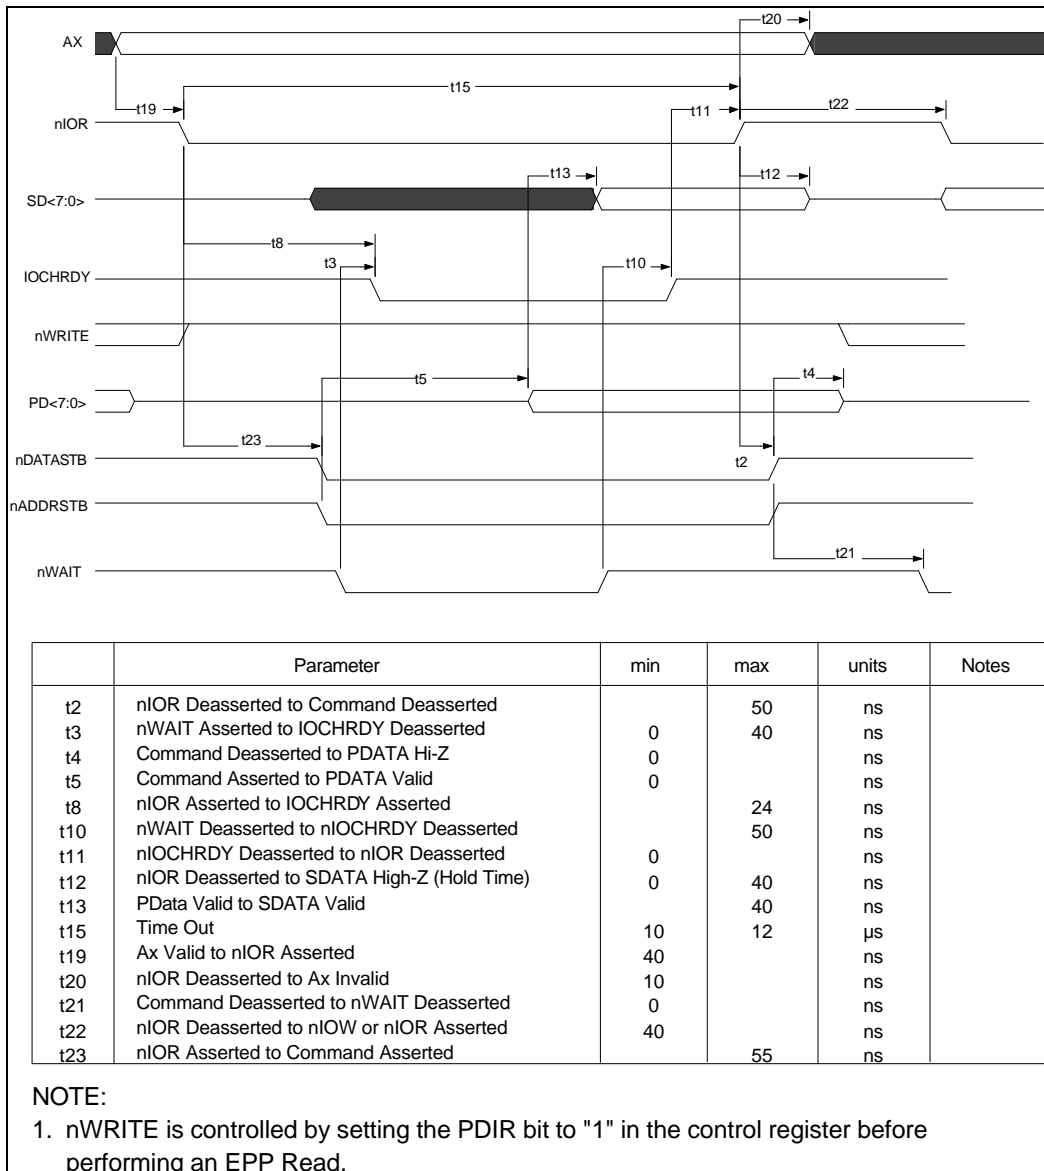 t20
AX
t15
t19
t11
t22
nIOR
t13
t12
SD<7:0>
t8
t3
t10
IOCHRDY
nWRITE
t5
t4
PD<7:0>
t23
nDATASTB
t2
nADDRSTB
t21
nWAIT
Parameter min max units Notes
t2 nIOR Deasserted to Command Deasserted 50 ns
t3 nWAIT Asserted to IOCHRDY Deasserted 0 40 ns
t4 Command Deasserted to PDATA Hi-Z 0 ns
t5 Command Asserted to PDATA Valid 0 ns
t8 nIOR Asserted to IOCHRDY Asserted 24 ns
t10 nWAIT Deasserted to nIOCHRDY Deasserted 50 ns
t11 nIOCHRDY Deasserted to nIOR Deasserted 0 ns
t12 nIOR Deasserted to SDATA High-Z (Hold Time) 0 40 ns
t13 PData Valid to SDATA Valid 40 ns
t15 Time Out 10 12 µs
t19 Ax Valid to nIOR Asserted 40 ns
t20 nIOR Deasserted to Ax Invalid 10 ns
t21 Command Deasserted to nWAIT Deasserted 0 ns
t22 nIOR Deasserted to nIOW or nIOR Asserted 40 ns
t23 nIOR Asserted to Command Asserted 55 ns
NOTE:
1. nWRITE is controlled by setting the PDIR bit to "1" in the control register before
performing an EPP Read.